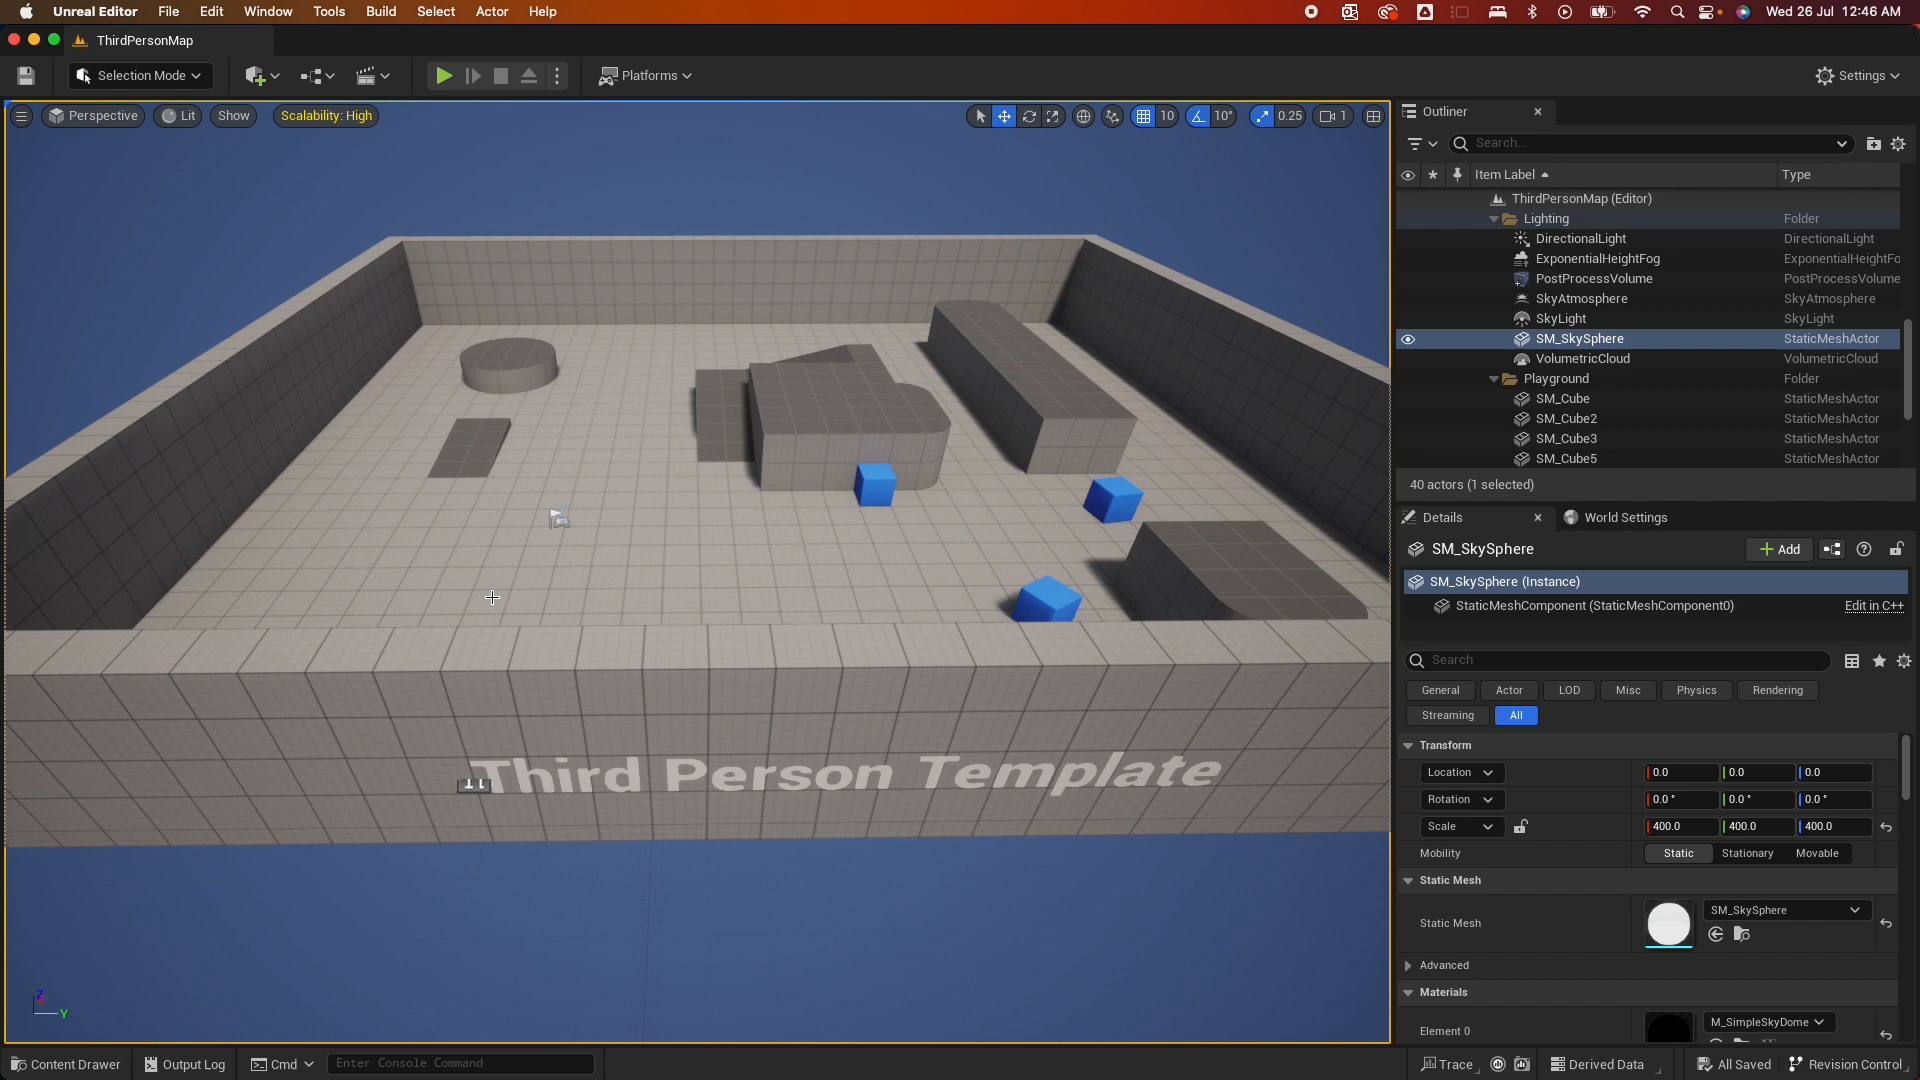 Unreal Editor File Edit Window Tools Build Select Actor Help Wed 26 Jul 12:46 AM
ThirdPersonMap
Selection Mode Platforms Settings
Perspective Lit Show Scalability: High 10 10° 0.25 1
Outliner
Search...
Item Label Type
ThirdPersonMap (Editor)
Lighting Folder
DirectionalLight DirectionalLight
ExponentialHeightFog ExponentialHeightFo
PostProcessVolume PostProcessVolume
SkyAtmosphere SkyAtmosphere
SkyLight SkyLight
SM_SkySphere StaticMeshActor
VolumetricCloud VolumetricCloud
Playground Folder
SM_Cube StaticMeshActor
SM_Cube2 StaticMeshActor
SM_Cube3 StaticMeshActor
SM_Cube5 StaticMeshActor
40 actors (1 selected)
Details World Settings
SM_SkySphere Add
SM_SkySphere (Instance)
StaticMeshComponent (StaticMeshComponent0) Edit in C++
Search
General Actor LOD Misc Physics Rendering
Streaming All
Transform
Location 0.0 0.0 0.0
Rotation 0.0° 0.0° 0.0°
Scale 400.0 400.0 400.0
Mobility Static Stationary Movable
Static Mesh
Static Mesh SM_SkySphere
Advanced
Materials
Element 0 M_SimpleSkyDome
Third Person Template
Z
Y
Content Drawer Output Log Cmd Enter Console Command Trace Derived Data All Saved Revision Control